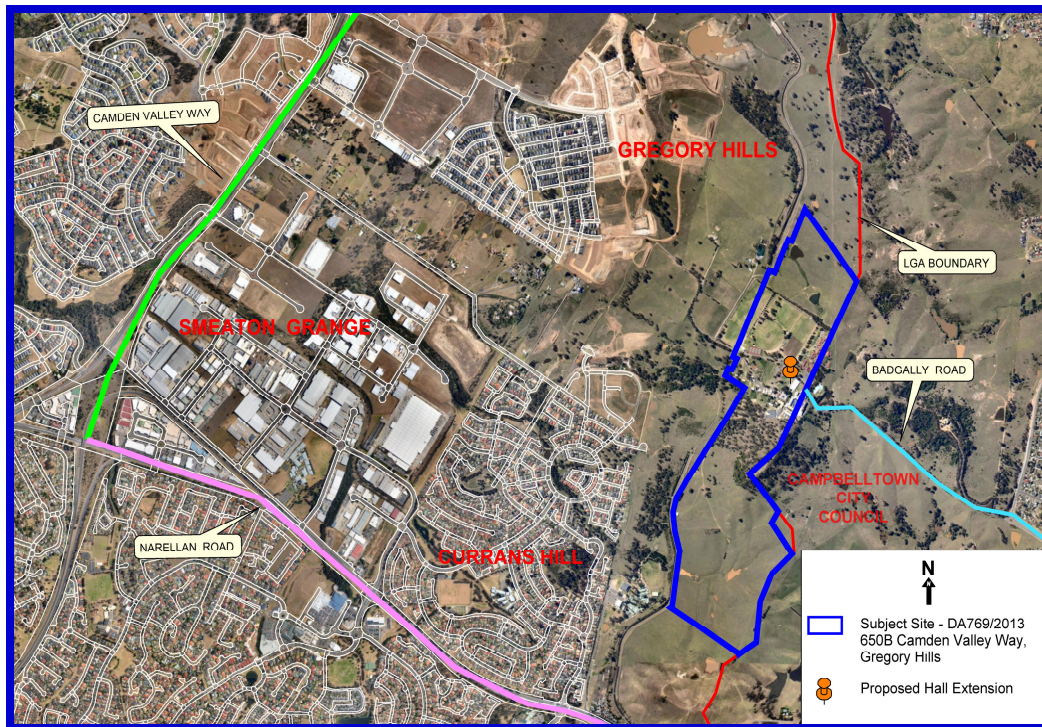 CAMDEN VALLEY WAY
GREGORY HILLS
LGA BOUNDARY
SMEATON GRANGE
BADGALLY ROAD
CAMPBELLTOWN
CITY
COUNCIL
NARELLAN ROAD
CURRANS HILL
N
Subject Site - DA769/2013
650B Camden Valley Way,
Gregory Hills
Proposed Hall Extension